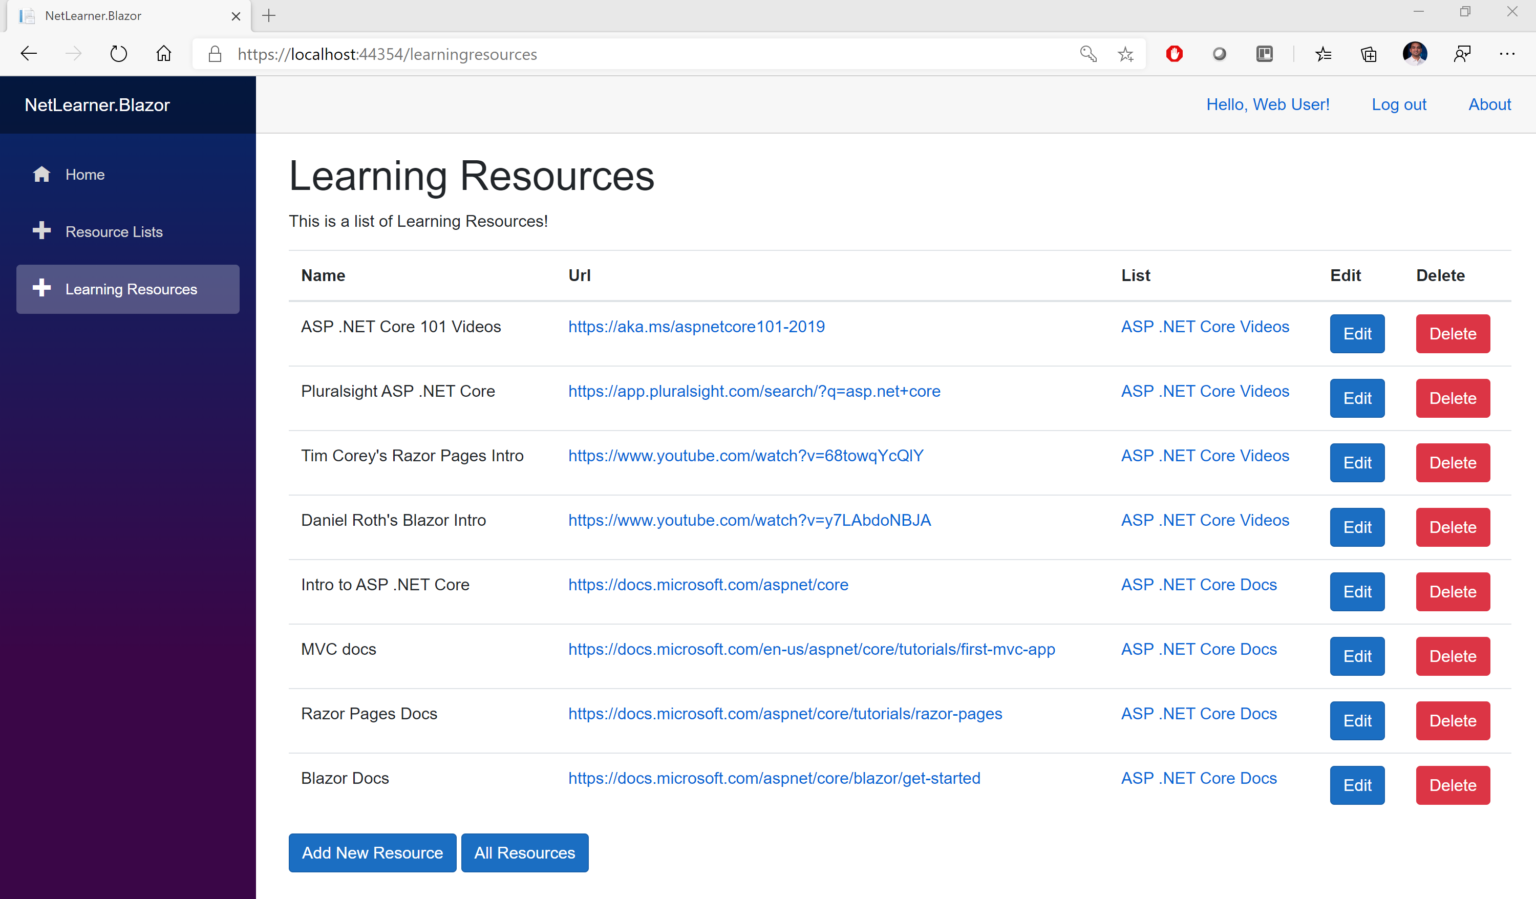 NetLearner.Blazor
https://localhost:44354/learningresources
NetLearner.Blazor
Hello, Web User! Log out About
Home
Resource Lists
Learning Resources
Learning Resources
This is a list of Learning Resources!
Name Url List Edit Delete
ASP .NET Core 101 Videos https://aka.ms/aspnetcore101-2019 ASP .NET Core Videos Edit Delete
Pluralsight ASP .NET Core https://app.pluralsight.com/search/?q=asp.net+core ASP .NET Core Videos Edit Delete
Tim Corey's Razor Pages Intro https://www.youtube.com/watch?v=68towqYcQlY ASP .NET Core Videos Edit Delete
Daniel Roth's Blazor Intro https://www.youtube.com/watch?v=y7LAbdoNBJA ASP .NET Core Videos Edit Delete
Intro to ASP .NET Core https://docs.microsoft.com/aspnet/core ASP .NET Core Docs Edit Delete
MVC docs https://docs.microsoft.com/en-us/aspnet/core/tutorials/first-mvc-app ASP .NET Core Docs Edit Delete
Razor Pages Docs https://docs.microsoft.com/aspnet/core/tutorials/razor-pages ASP .NET Core Docs Edit Delete
Blazor Docs https://docs.microsoft.com/aspnet/core/blazor/get-started ASP .NET Core Docs Edit Delete
Add New Resource All Resources